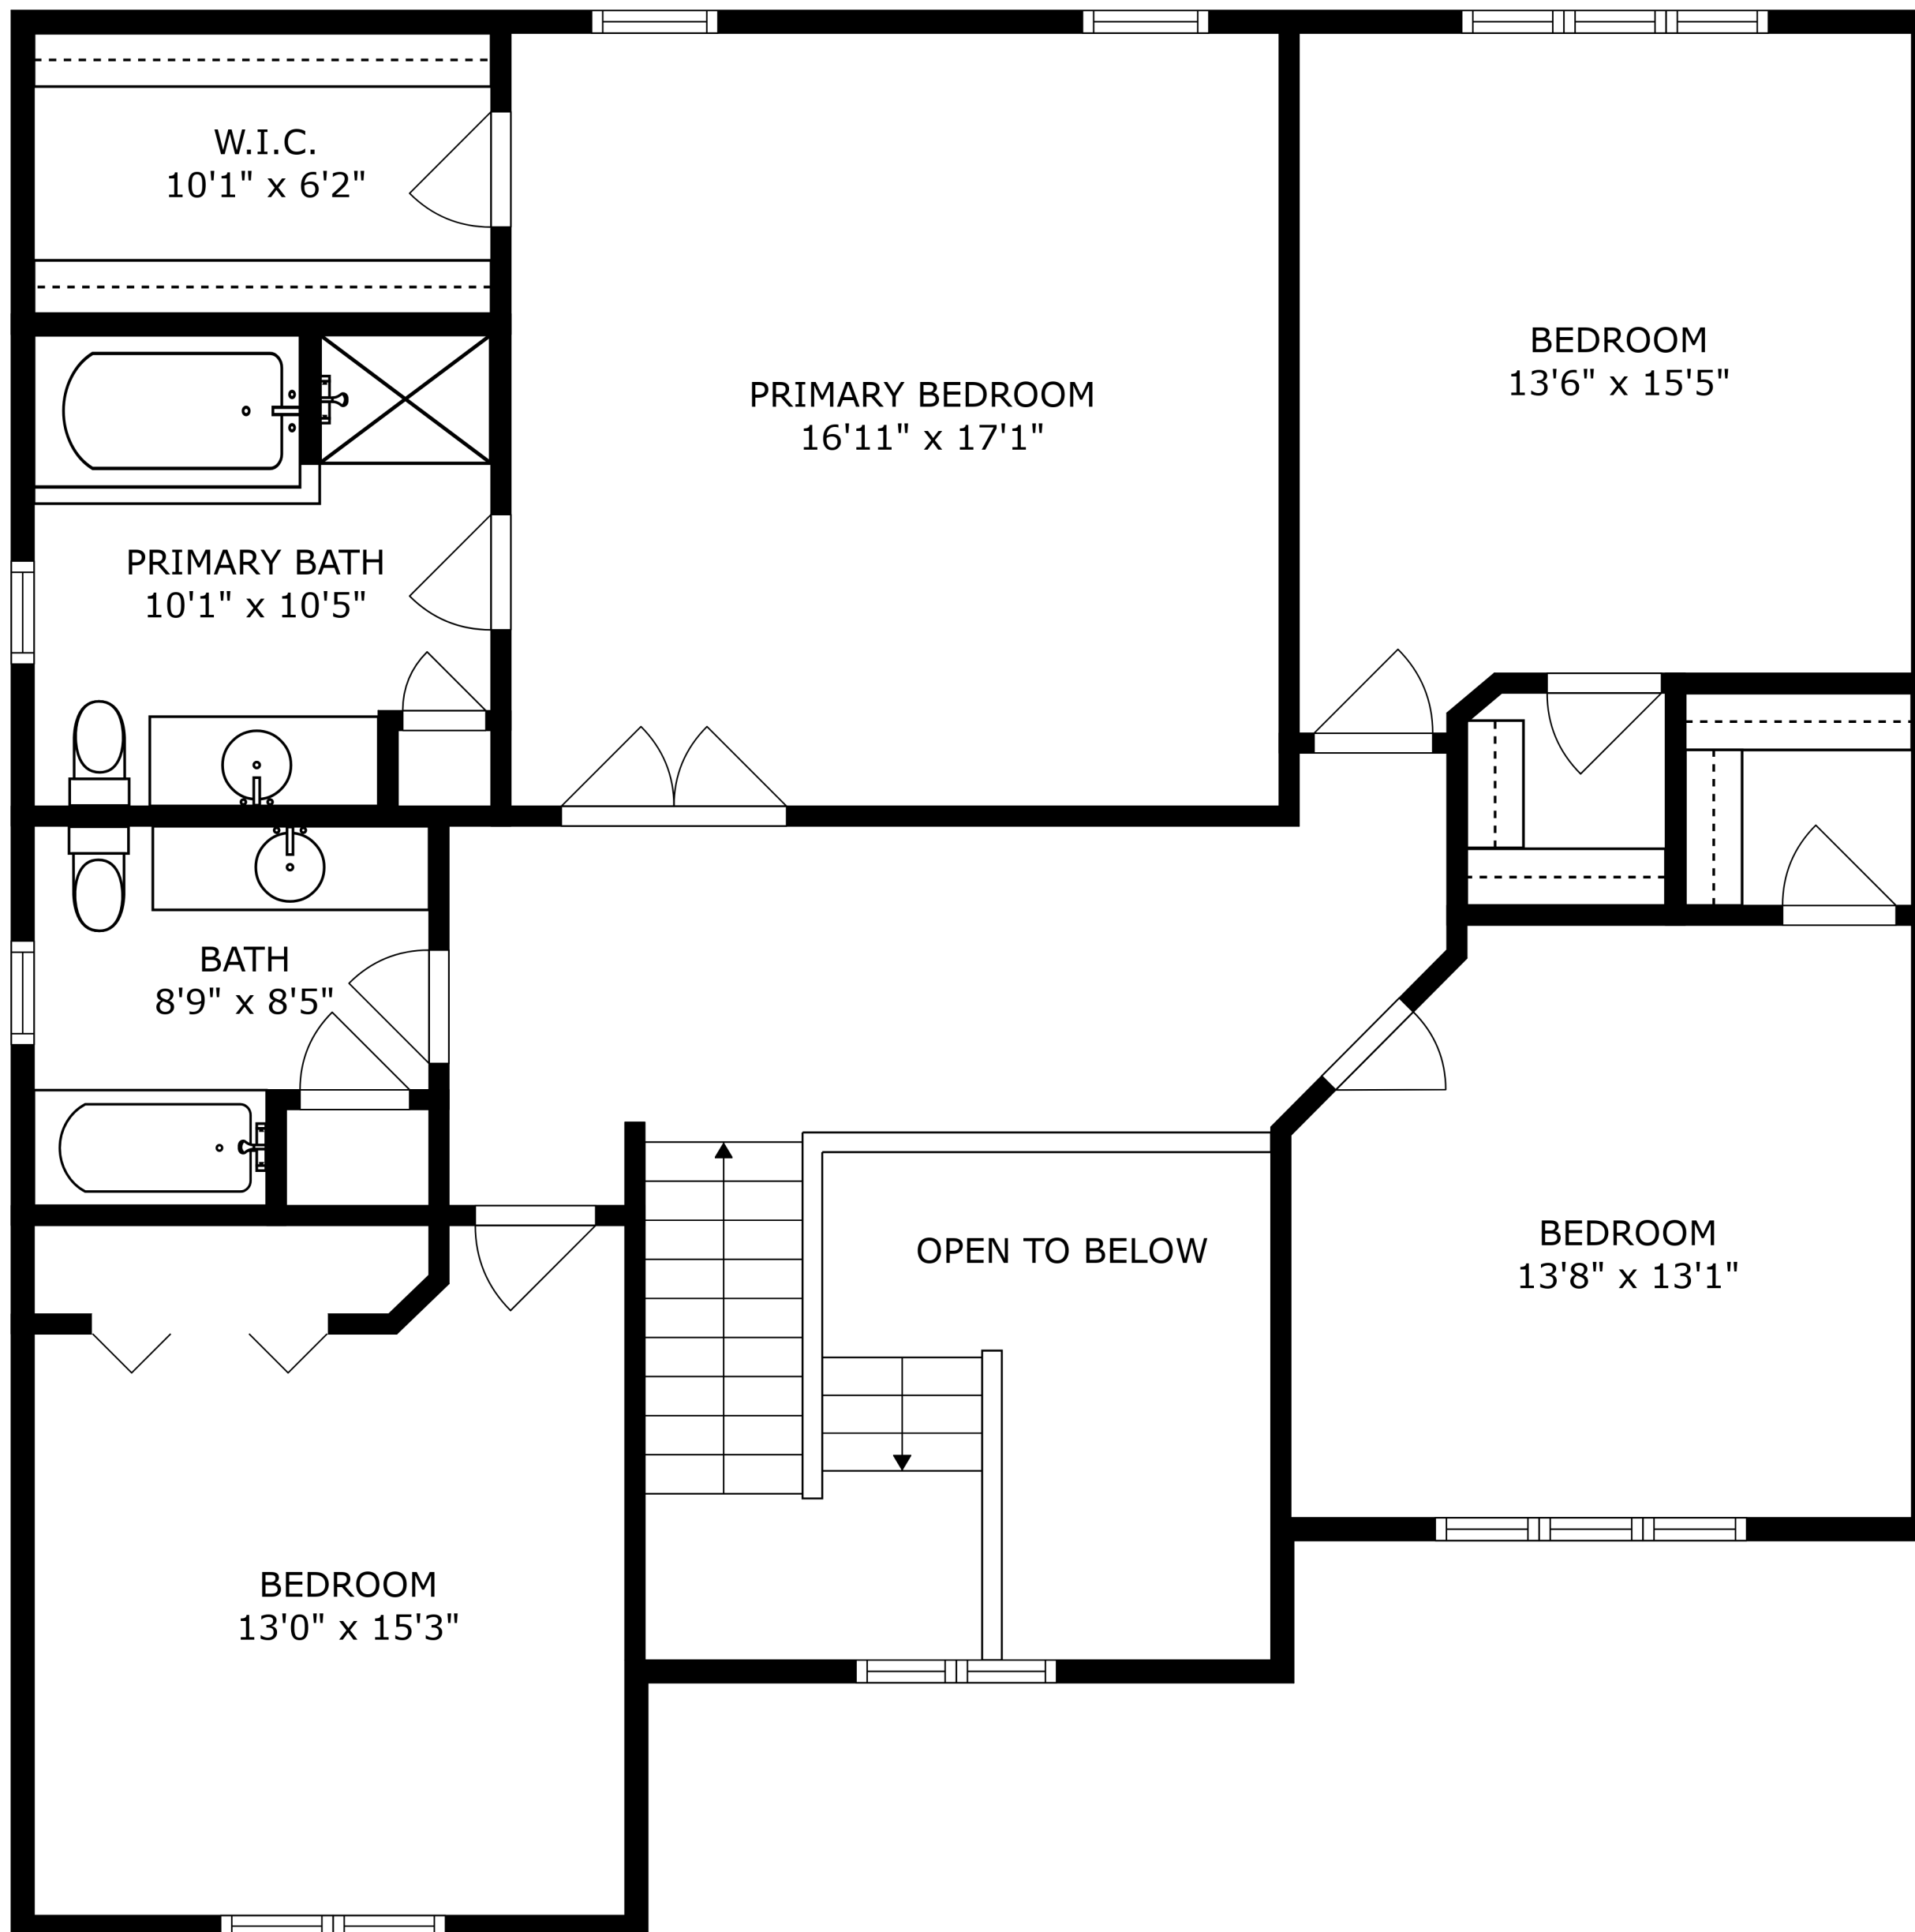 W.I.C.
10'1" x 6'2"
PRIMARY BEDROOM
16'11" x 17'1"
BEDROOM
13'6" x 15'5"
PRIMARY BATH
10'1" x 10'5"
BATH
8'9" x 8'5"
OPEN TO BELOW
BEDROOM
13'8" x 13'1"
BEDROOM
13'0" x 15'3"